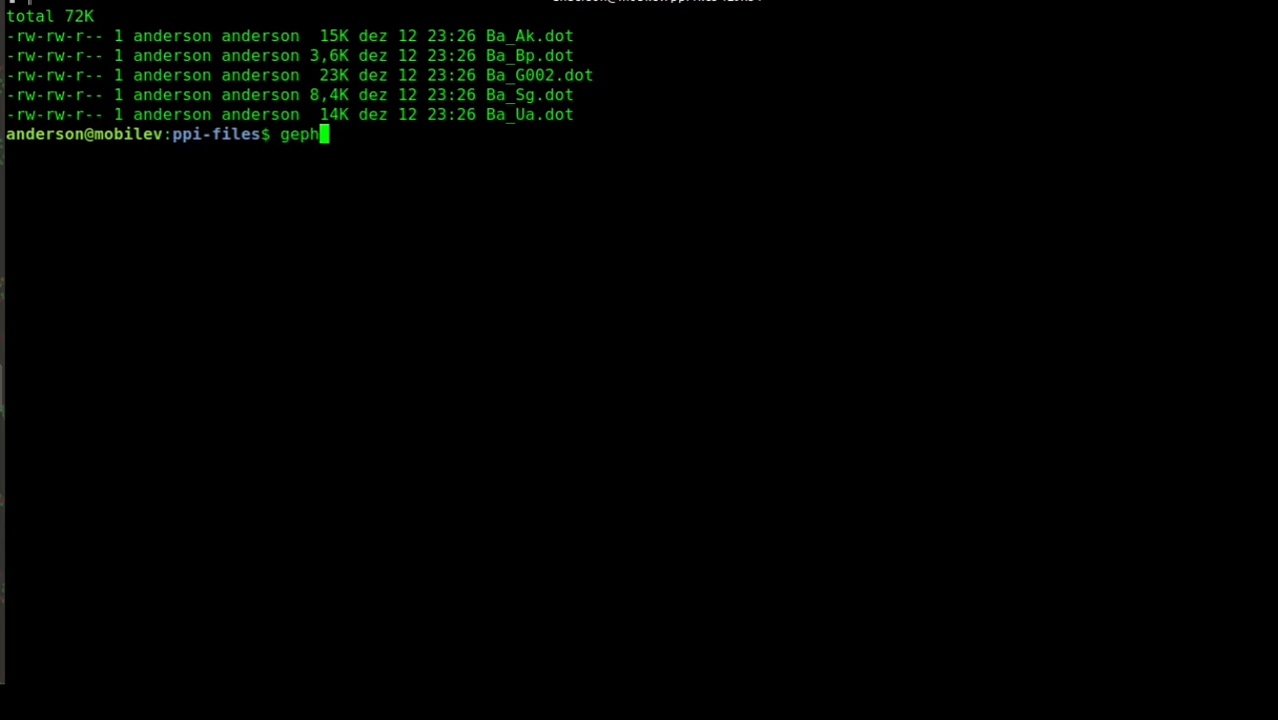 total 72K
-rw-rw-r-- 1 anderson anderson  15K dez 12 23:26 Ba_Ak.dot
-rw-rw-r-- 1 anderson anderson 3,6K dez 12 23:26 Ba_Bp.dot
-rw-rw-r-- 1 anderson anderson  23K dez 12 23:26 Ba_G002.dot
-rw-rw-r-- 1 anderson anderson 8,4K dez 12 23:26 Ba_Sg.dot
-rw-rw-r-- 1 anderson anderson  14K dez 12 23:26 Ba_Ua.dot
anderson@mobilev:ppi-files$ geph